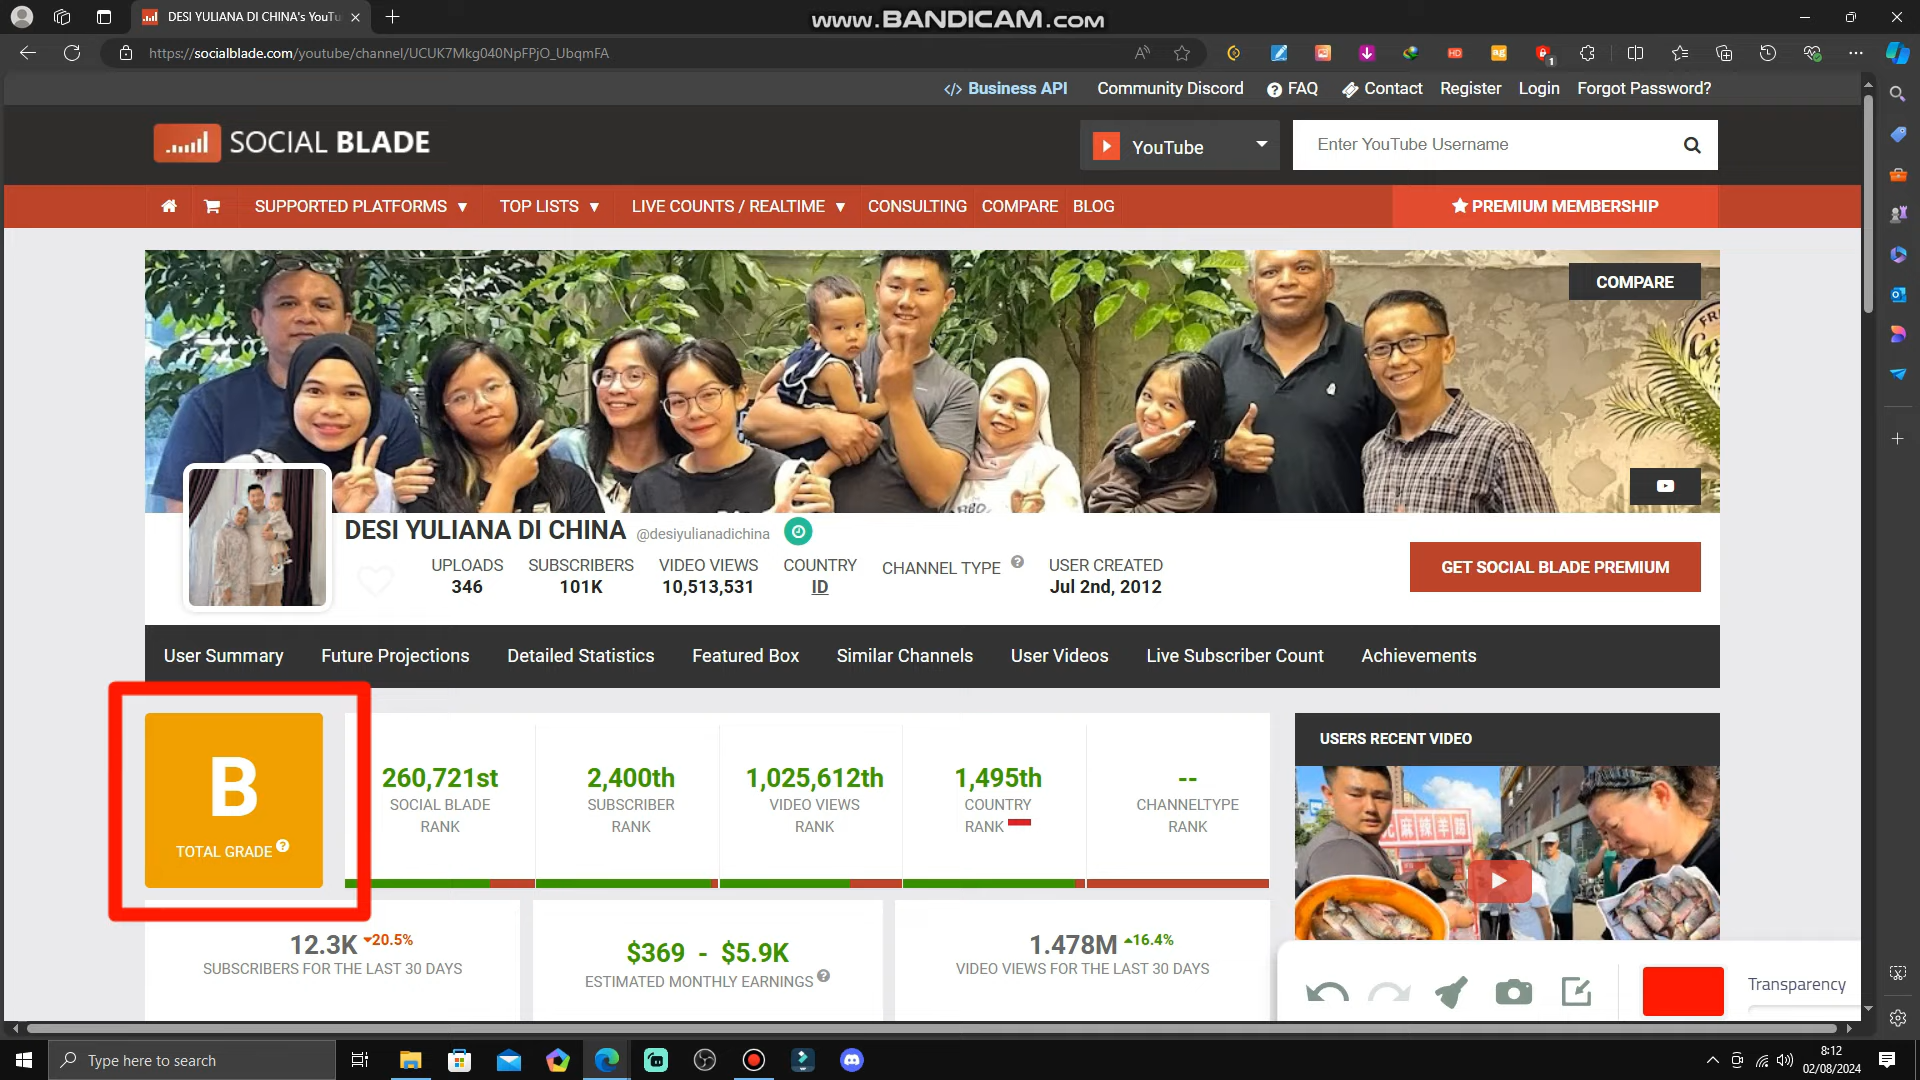 DESI YULIANA DI CHINA's YouTu
www.BANDICAM.com
https://socialblade.com/youtube/channel/UCUK7Mkg040NpFPjO_UbqmFA
</> Business API Community Discord FAQ Contact Register Login Forgot Password?
SOCIAL BLADE
YouTube
Enter YouTube Username
SUPPORTED PLATFORMS ▼ TOP LISTS ▼ LIVE COUNTS / REALTIME ▼ CONSULTING COMPARE BLOG
PREMIUM MEMBERSHIP
COMPARE
DESI YULIANA DI CHINA @desiyulianadichina
UPLOADS SUBSCRIBERS VIDEO VIEWS COUNTRY CHANNEL TYPE USER CREATED
346 101K 10,513,531 ID Jul 2nd, 2012
GET SOCIAL BLADE PREMIUM
User Summary Future Projections Detailed Statistics Featured Box Similar Channels User Videos Live Subscriber Count Achievements
B
TOTAL GRADE
260,721st
SOCIAL BLADE
RANK
2,400th
SUBSCRIBER
RANK
1,025,612th
VIDEO VIEWS
RANK
1,495th
COUNTRY
RANK
--
CHANNELTYPE
RANK
USERS RECENT VIDEO
麻辣羊蹄
12.3K 20.5%
SUBSCRIBERS FOR THE LAST 30 DAYS
$369 - $5.9K
ESTIMATED MONTHLY EARNINGS
1.478M 16.4%
VIDEO VIEWS FOR THE LAST 30 DAYS
Transparency
Type here to search
8:12
02/08/2024